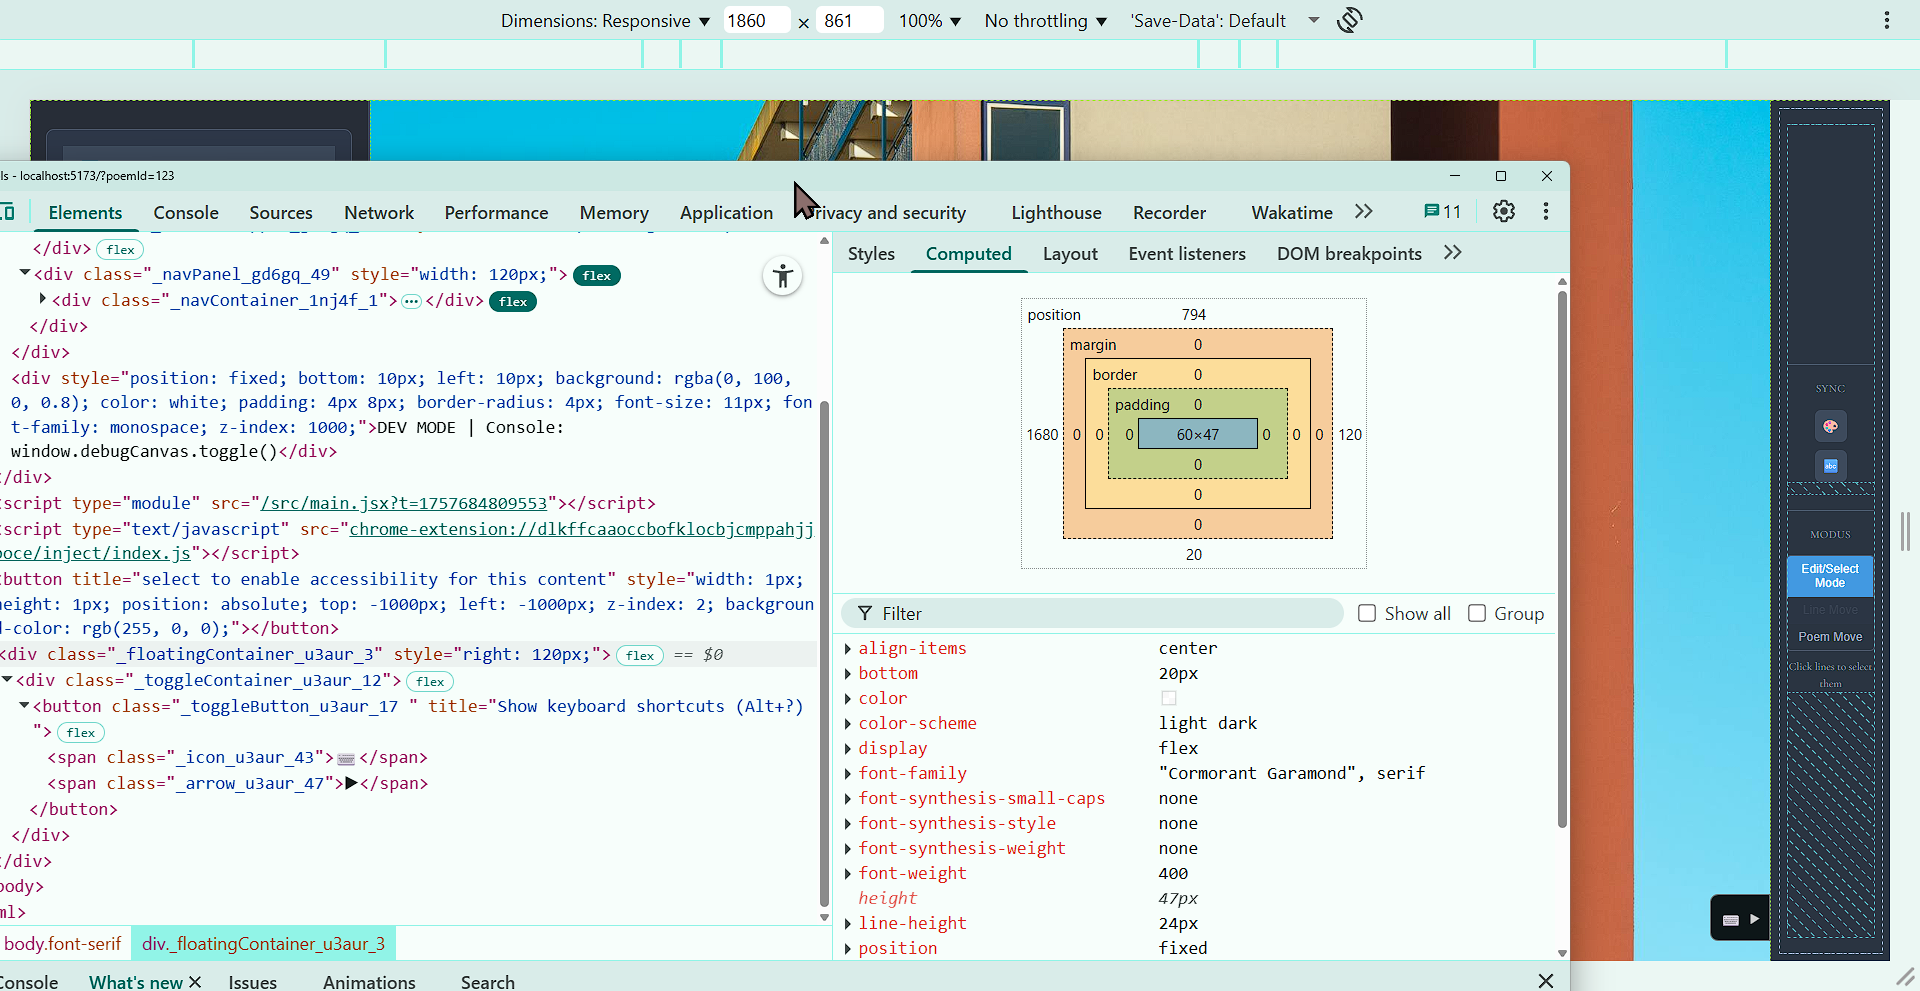 Dimensions: Responsive ▼ 1860 × 861 100% ▼ No throttling ▼ 'Save-Data': Default
ls - localhost:5173/?poemId=123
Elements Console Sources Network Performance Memory Application Privacy and security Lighthouse Recorder Wakatime 11
</div> flex
<div class="_navPanel_gd6gq_49" style="width: 120px;"> flex
<div class="_navContainer_1nj4f_1"> ••• </div> flex
</div>
</div>
<div style="position: fixed; bottom: 10px; left: 10px; background: rgba(0, 100,
0, 0.8); color: white; padding: 4px 8px; border-radius: 4px; font-size: 11px; fon
t-family: monospace; z-index: 1000;">DEV MODE | Console:
window.debugCanvas.toggle()</div>
/div>
script type="module" src="/src/main.jsx?t=1757684809553"></script>
script type="text/javascript" src="chrome-extension://dlkffcaaoccbofklocbjcmppahjj
poce/inject/index.js"></script>
button title="select to enable accessibility for this content" style="width: 1px;
height: 1px; position: absolute; top: -1000px; left: -1000px; z-index: 2; backgroun
d-color: rgb(255, 0, 0);"></button>
<div class="_floatingContainer_u3aur_3" style="right: 120px;"> flex == $0
<div class="_toggleContainer_u3aur_12"> flex
<button class="_toggleButton_u3aur_17 " title="Show keyboard shortcuts (Alt+?)
"> flex
<span class="_icon_u3aur_43">⌨</span>
<span class="_arrow_u3aur_47">▶</span>
</button>
</div>
/div>
body>
ml>
body.font-serif div._floatingContainer_u3aur_3
Console What's new Issues Animations Search
Styles Computed Layout Event listeners DOM breakpoints
position 794
margin 0
border 0
padding 0
1680 0 0 0 60×47 0 0 0 120
0
0
0
20
Filter Show all Group
align-items center
bottom 20px
color
color-scheme light dark
display flex
font-family "Cormorant Garamond", serif
font-synthesis-small-caps none
font-synthesis-style none
font-synthesis-weight none
font-weight 400
height 47px
line-height 24px
position fixed
SYNC
abc
MODUS
Edit/Select
Mode
Line Move
Poem Move
Click lines to select
them